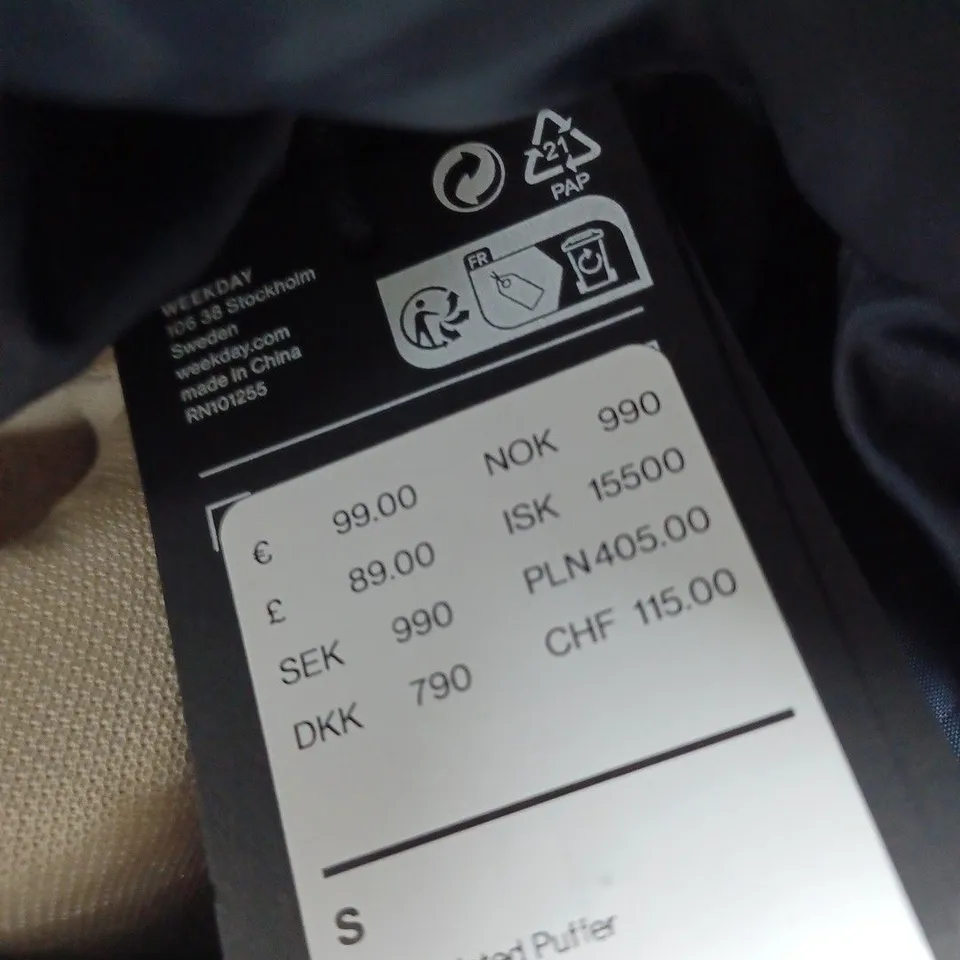 21
PAP
FR
WEEKDAY
106 38 Stockholm
Sweden
weekday.com
made in China
RN101255
€ 99.00 NOK 990
£ 89.00 ISK 15500
SEK 990 PLN 405.00
DKK 790 CHF 115.00
S
Puffer